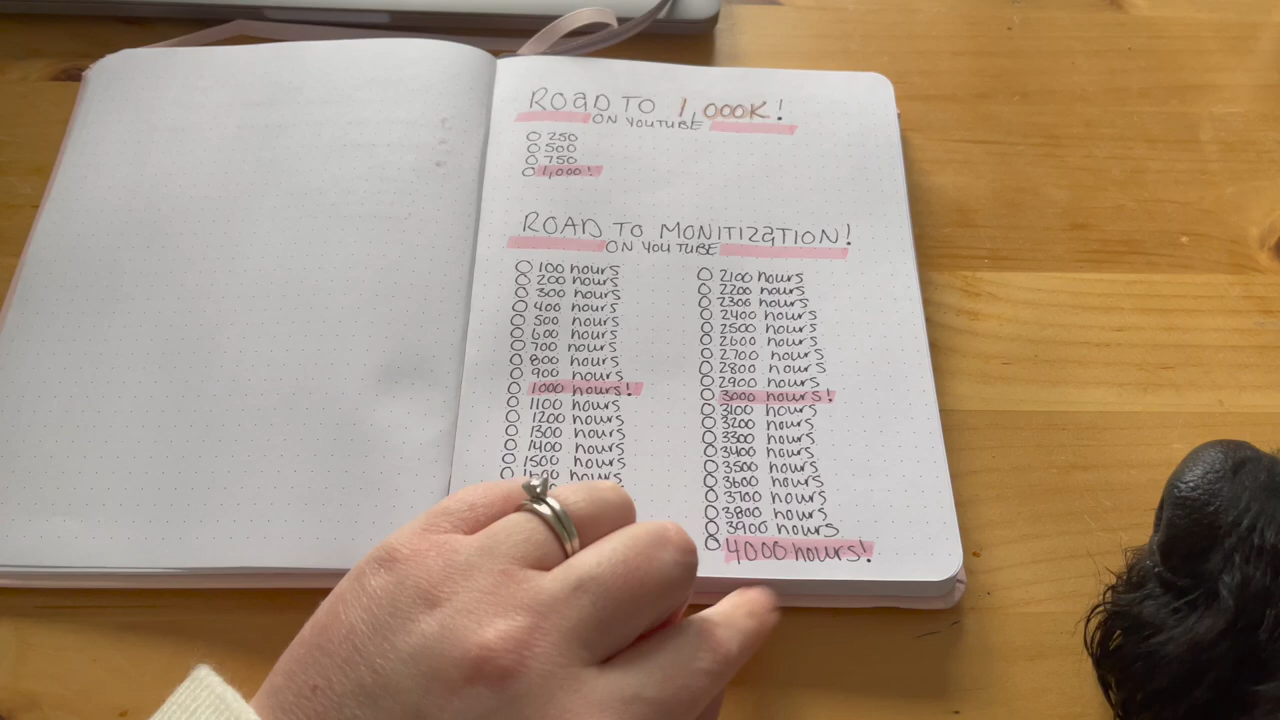 ROaD TO 1,000K!
ON YOUTUBE
250
500
750
1,000!
ROAD TO MONITIZaTION!
ON YOUTUBE
100 hours
200 hours
300 hours
400 hours
500 hours
600 hours
700 hours
800 hours
900 hours
1000 hours!
1100 hours
1200 hours
1300 hours
1400 hours
1500 hours
1600 hours
2100 hours
2200 hours
2300 hours
2400 hours
2500 hours
2600 hours
2700 hours
2800 hours
2900 hours
3000 hours!
3100 hours
3200 hours
3300 hours
3400 hours
3500 hours
3600 hours
3700 hours
3800 hours
3900 hours
4000 hours!